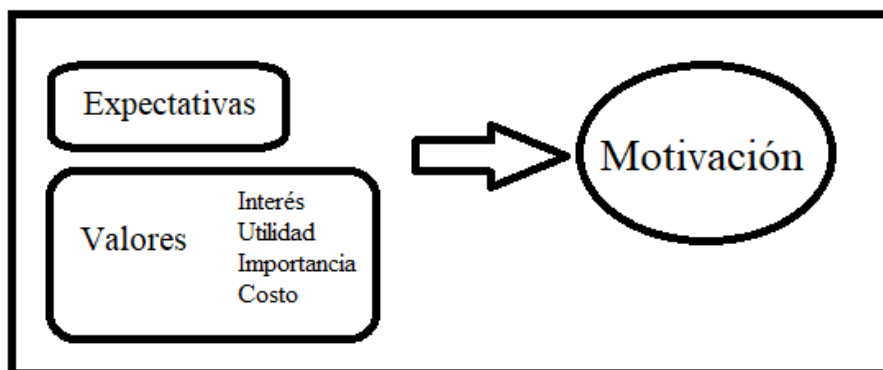 Expectativas
Valores
Interés
Utilidad
Importancia
Costo
Motivación